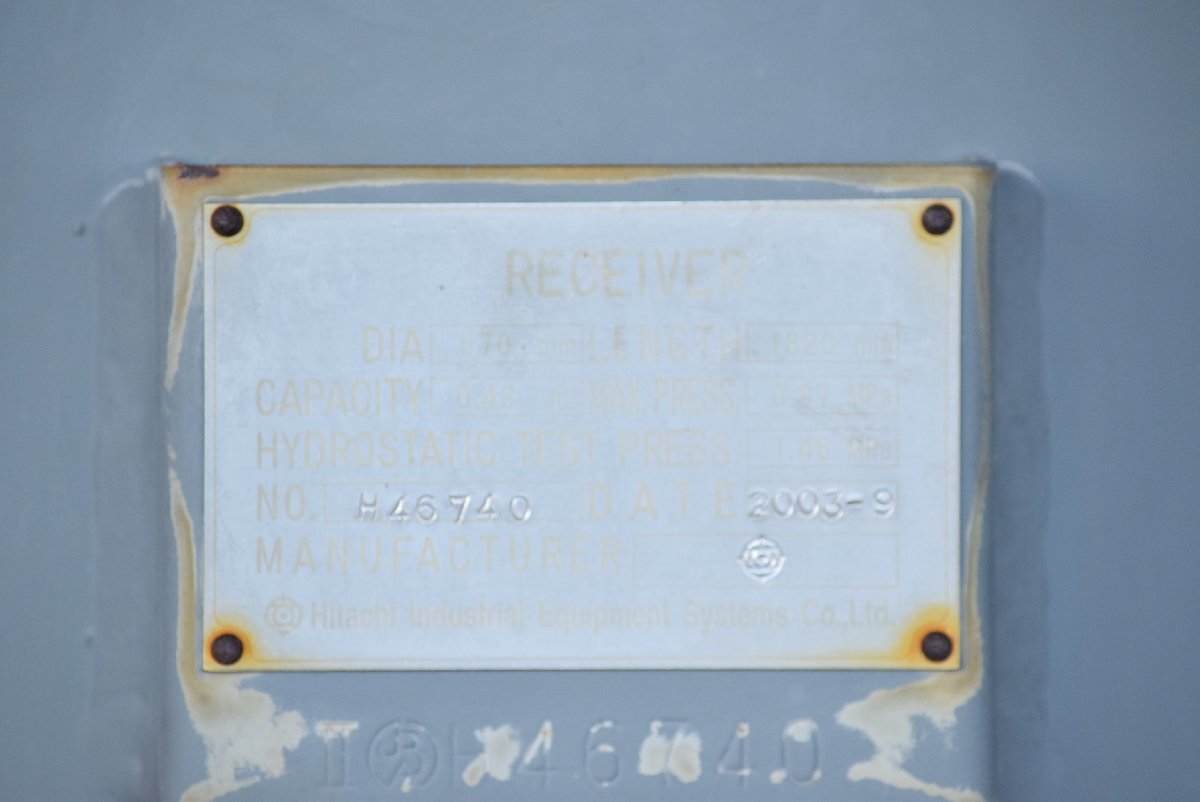 RECEIVER
DIA 670 mm LENGTH 1820 mm
CAPACITY 0.43 m³ MAX. PRESS. 0.97 MPa
HYDROSTATIC TEST PRESS 1.46 MPa
NO. H46740 DATE 2003-9
MANUFACTURER
Hitachi Industrial Equipment Systems Co.,Ltd.
H46740